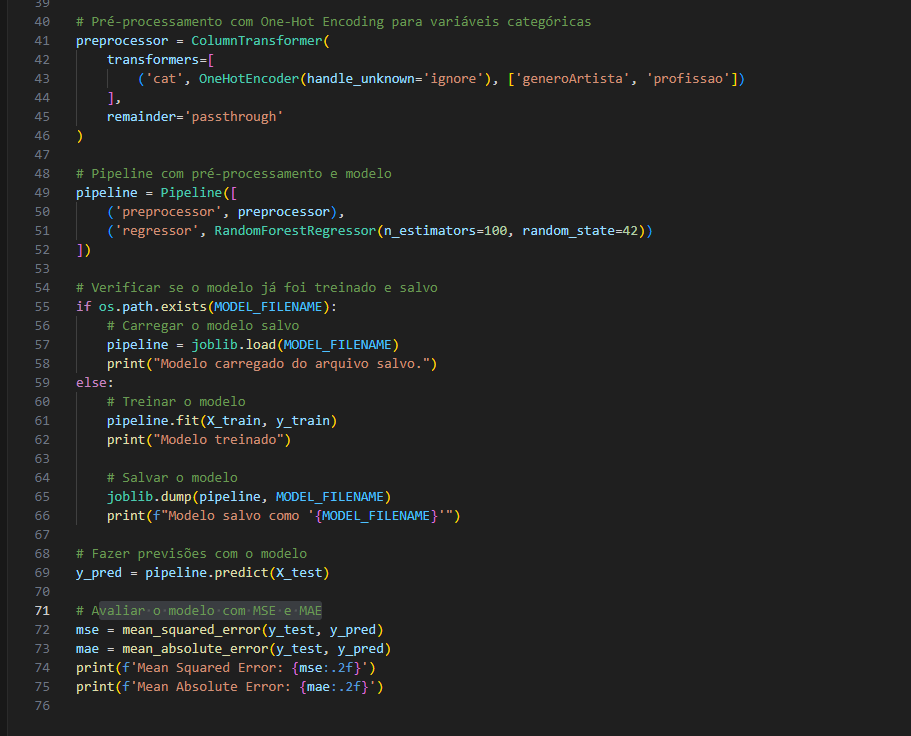 39
40 # Pré-processamento com One-Hot Encoding para variáveis categóricas
41 preprocessor = ColumnTransformer(
42     transformers=[
43         ('cat', OneHotEncoder(handle_unknown='ignore'), ['generoArtista', 'profissao'])
44     ],
45     remainder='passthrough'
46 )
47
48 # Pipeline com pré-processamento e modelo
49 pipeline = Pipeline([
50     ('preprocessor', preprocessor),
51     ('regressor', RandomForestRegressor(n_estimators=100, random_state=42))
52 ])
53
54 # Verificar se o modelo já foi treinado e salvo
55 if os.path.exists(MODEL_FILENAME):
56     # Carregar o modelo salvo
57     pipeline = joblib.load(MODEL_FILENAME)
58     print("Modelo carregado do arquivo salvo.")
59 else:
60     # Treinar o modelo
61     pipeline.fit(X_train, y_train)
62     print("Modelo treinado")
63
64     # Salvar o modelo
65     joblib.dump(pipeline, MODEL_FILENAME)
66     print(f"Modelo salvo como '{MODEL_FILENAME}'")
67
68 # Fazer previsões com o modelo
69 y_pred = pipeline.predict(X_test)
70
71 # Avaliar o modelo com MSE e MAE
72 mse = mean_squared_error(y_test, y_pred)
73 mae = mean_absolute_error(y_test, y_pred)
74 print(f'Mean Squared Error: {mse:.2f}')
75 print(f'Mean Absolute Error: {mae:.2f}')
76